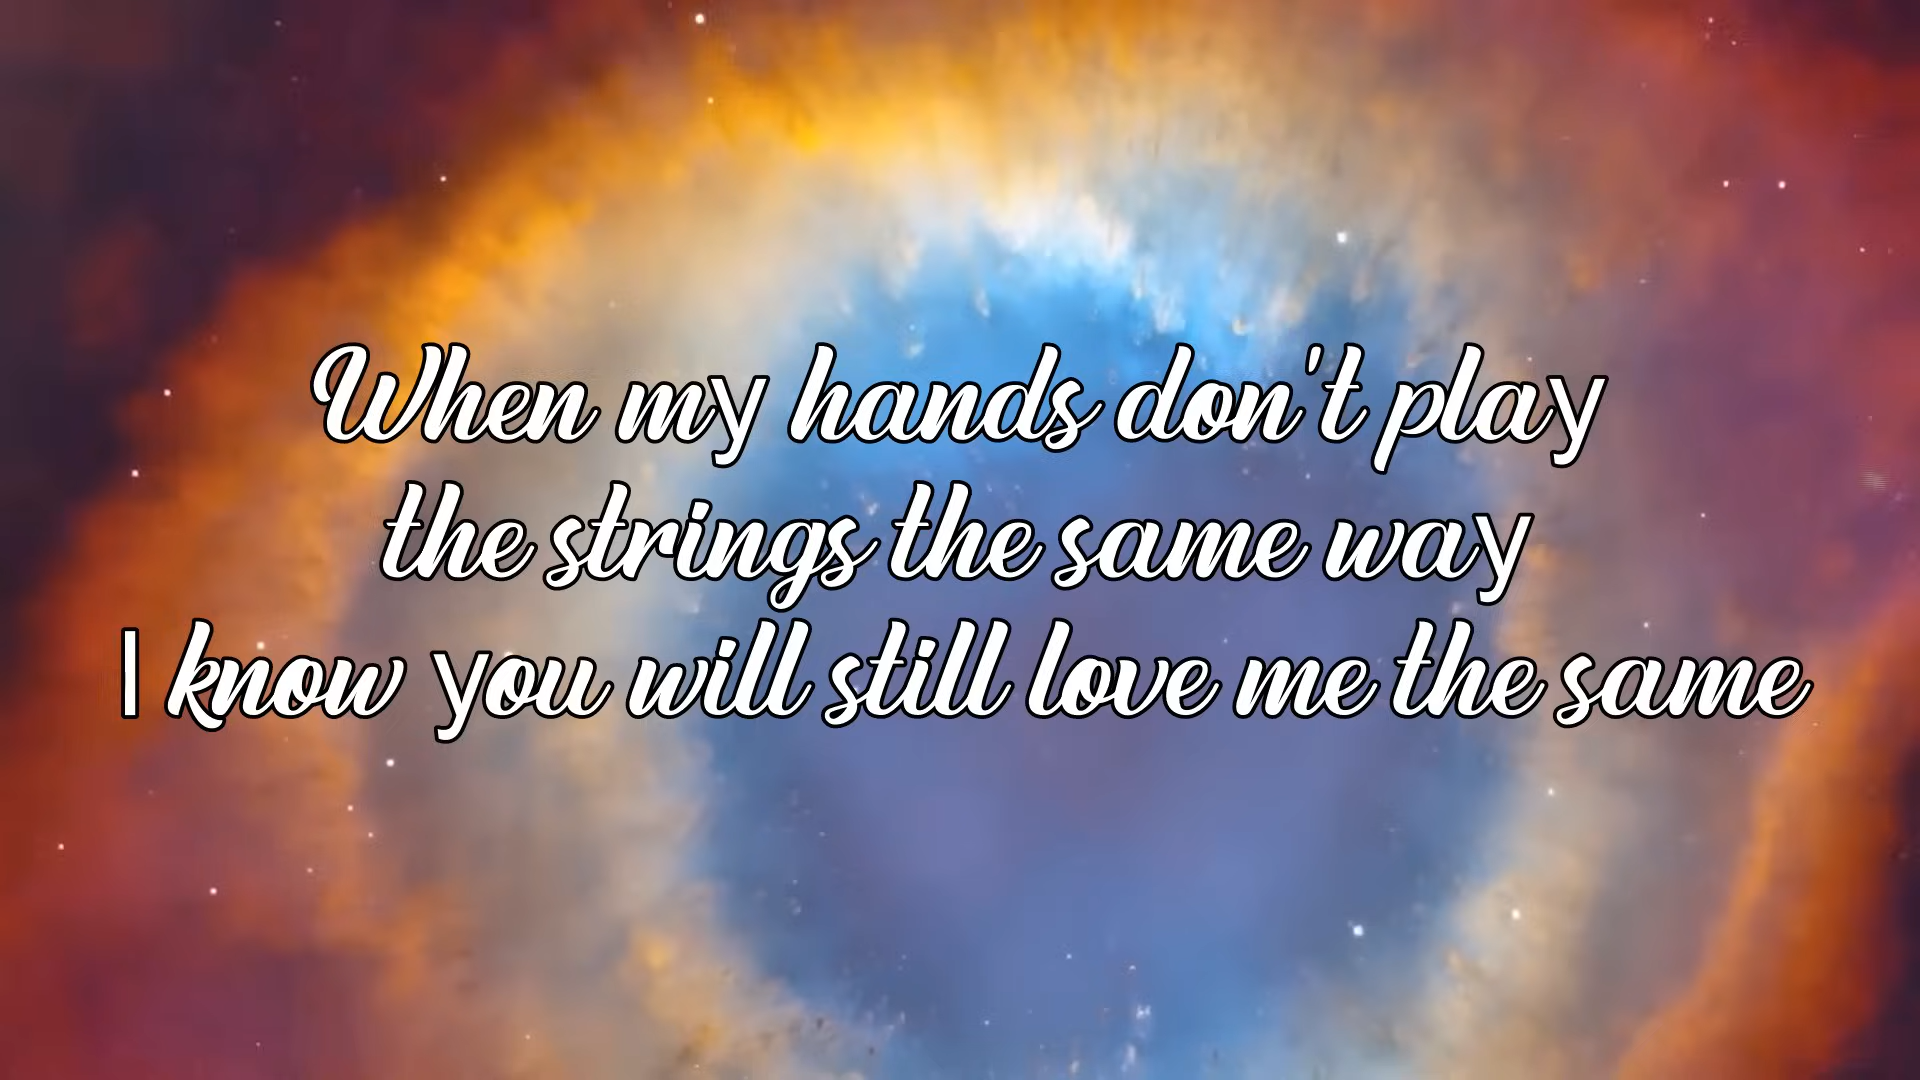 When my hands don't play
the strings the same way
I know you will still love me the same